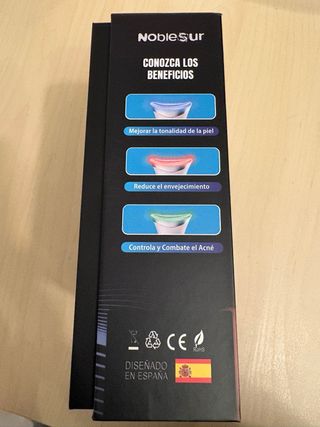 NobleSur
CONOZCA LOS
BENEFICIOS
Mejorar la tonalidad de la piel
Reduce el envejecimiento
Controla y Combate el Acné
CE
RoHS
DISEÑADO
EN ESPAÑA